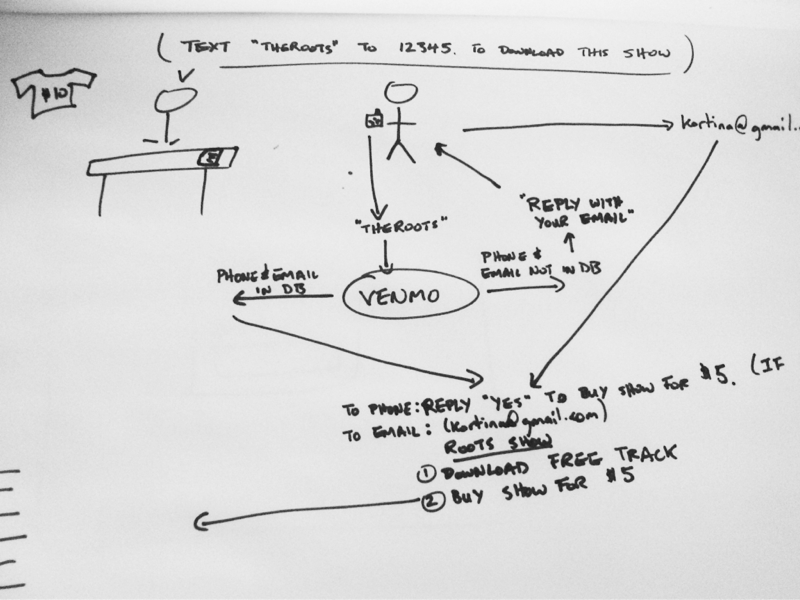 (TEXT "THEROOTS" TO 12345. TO DOWNLOAD THIS SHOW)
$10
kortina@gmail.
"REPLY WITH
YOUR EMAIL"
"THEROOTS"
PHONE & EMAIL
IN DB
PHONE &
EMAIL NOT IN DB
VENMO
TO PHONE: REPLY "YES" TO BUY SHOW FOR $5. (IF
TO EMAIL: (kortina@gmail.com)
ROOTS SHOW
① DOWNLOAD FREE TRACK
② BUY SHOW FOR $5